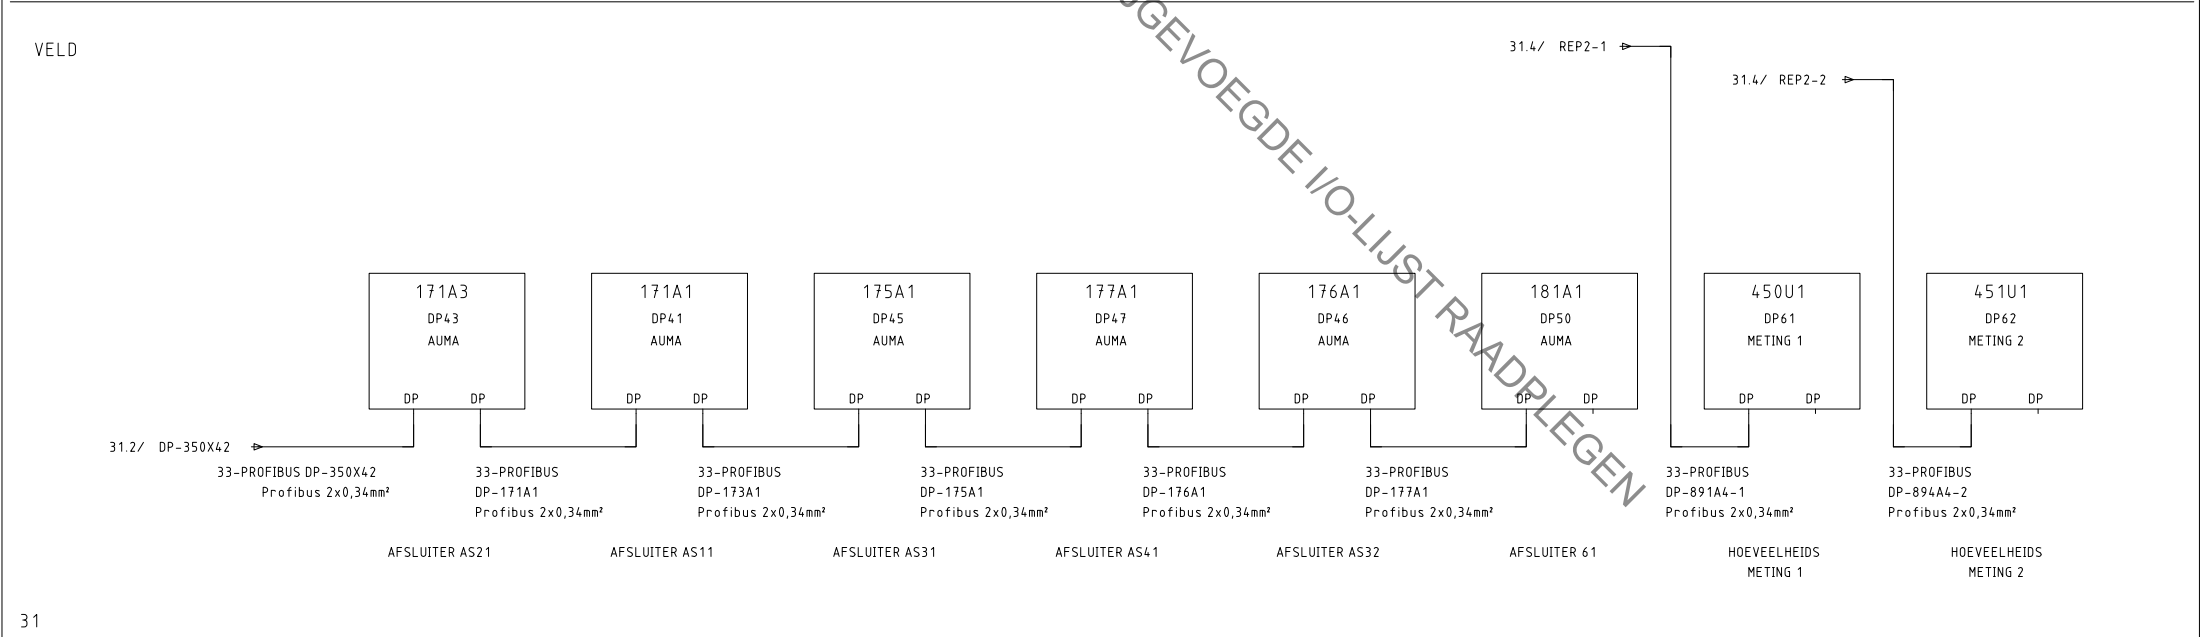 VELD
31.4/ REP2-1
31.4/ REP2-2
171A3
DP43
AUMA
DP DP
171A1
DP41
AUMA
DP DP
175A1
DP45
AUMA
DP DP
177A1
DP47
AUMA
DP DP
176A1
DP46
AUMA
DP DP
181A1
DP50
AUMA
DP DP
450U1
DP61
METING 1
DP DP
451U1
DP62
METING 2
DP DP
31.2/ DP-350X42
33-PROFIBUS DP-350X42
Profibus 2x0,34mm²
33-PROFIBUS
DP-171A1
Profibus 2x0,34mm²
33-PROFIBUS
DP-173A1
Profibus 2x0,34mm²
33-PROFIBUS
DP-175A1
Profibus 2x0,34mm²
33-PROFIBUS
DP-176A1
Profibus 2x0,34mm²
33-PROFIBUS
DP-177A1
Profibus 2x0,34mm²
33-PROFIBUS
DP-891A4-1
Profibus 2x0,34mm²
33-PROFIBUS
DP-894A4-2
Profibus 2x0,34mm²
AFSLUITER AS21
AFSLUITER AS11
AFSLUITER AS31
AFSLUITER AS41
AFSLUITER AS32
AFSLUITER 61
HOEVEELHEIDS
METING 1
HOEVEELHEIDS
METING 2
31
I/O-LIJST RAADPLEGEN